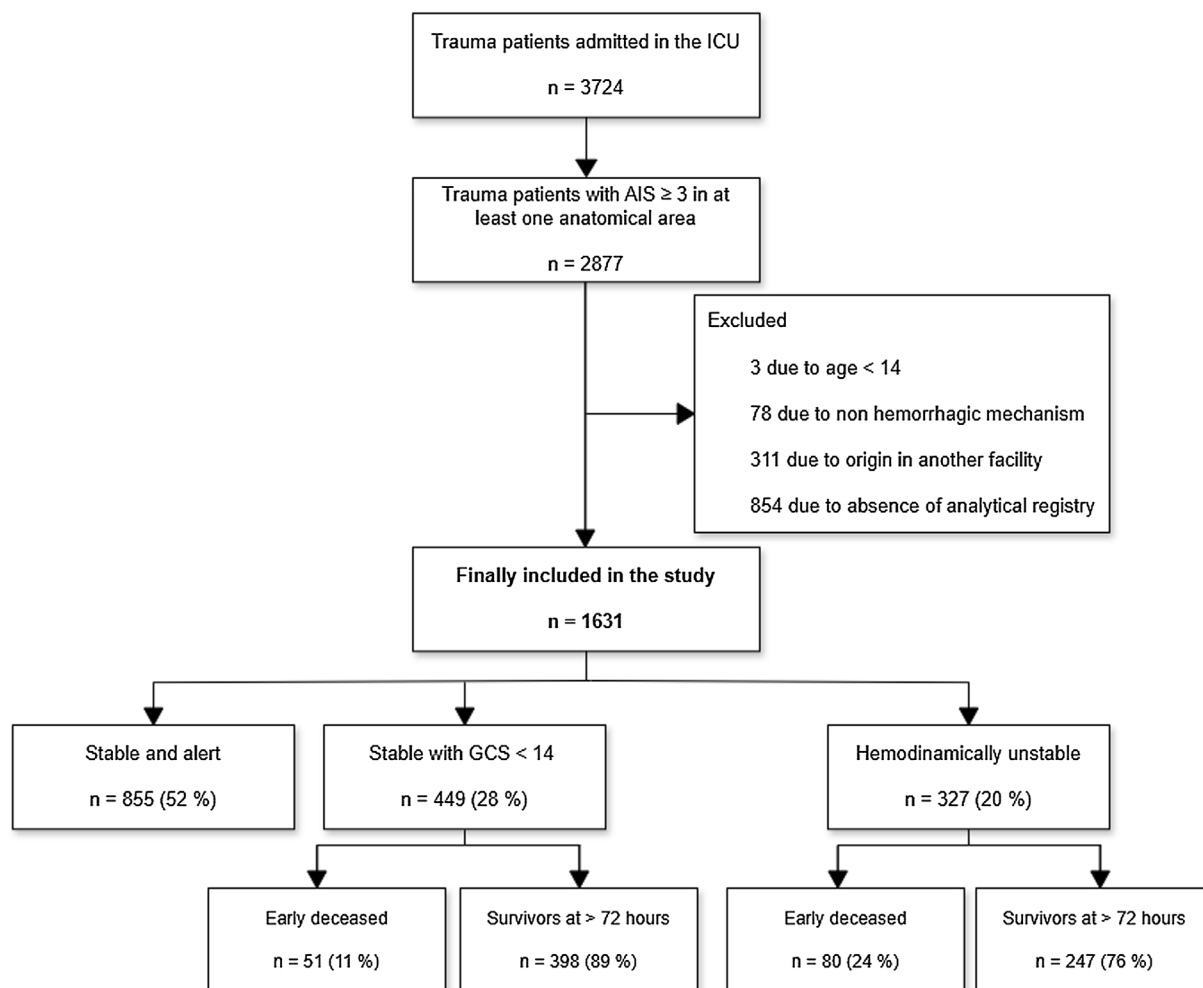 Trauma patients admitted in the ICU
n = 3724
Trauma patients with AIS ≥ 3 in at
least one anatomical area
n = 2877
Excluded
3 due to age < 14
78 due to non hemorrhagic mechanism
311 due to origin in another facility
854 due to absence of analytical registry
Finally included in the study
n = 1631
Stable and alert
n = 855 (52 %)
Stable with GCS < 14
n = 449 (28 %)
Hemodinamically unstable
n = 327 (20 %)
Early deceased
n = 51 (11 %)
Survivors at > 72 hours
n = 398 (89 %)
Early deceased
n = 80 (24 %)
Survivors at > 72 hours
n = 247 (76 %)